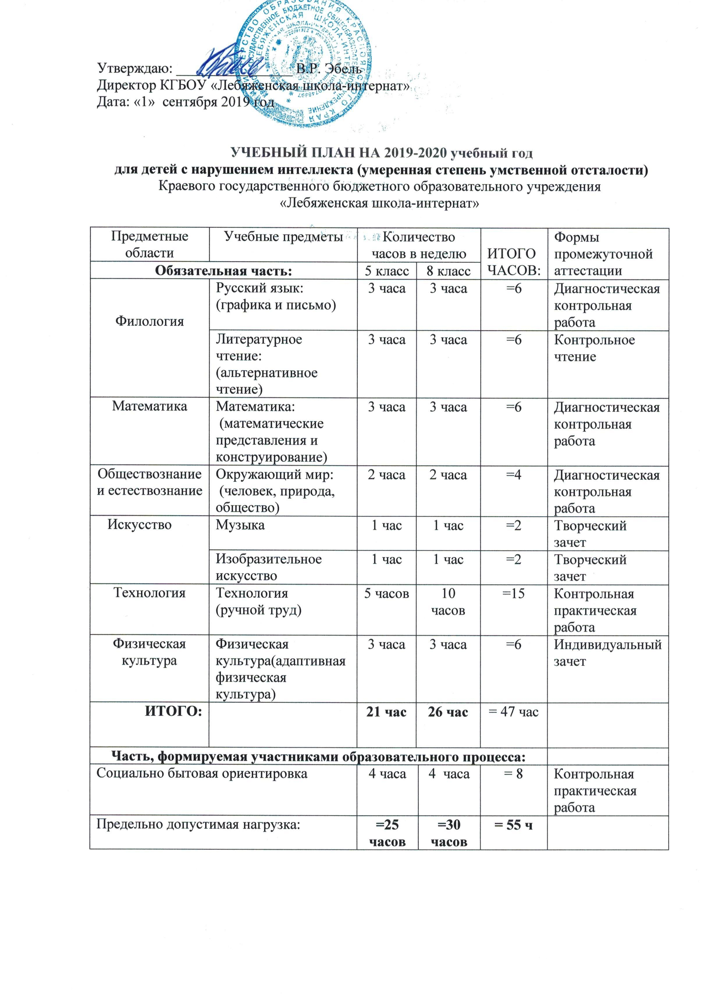 Утверждаю: ________________ В.Р. Эбель
Директор КГБОУ «Лебяженская школа-интернат»
Дата: «1»  сентября 2019 год
УЧЕБНЫЙ ПЛАН НА 2019-2020 учебный год
для детей с нарушением интеллекта (умеренная степень умственной отсталости)
Краевого государственного бюджетного образовательного учреждения
«Лебяженская школа-интернат»
Предметные области | Учебные предметы | Количество часов в неделю | ИТОГО ЧАСОВ: | Формы промежуточной аттестации
Обязательная часть: | 5 класс | 8 класс
Филология | Русский язык: (графика и письмо) | 3 часа | 3 часа | =6 | Диагностическая контрольная работа
Литературное чтение: (альтернативное чтение) | 3 часа | 3 часа | =6 | Контрольное чтение
Математика | Математика: (математические представления и конструирование) | 3 часа | 3 часа | =6 | Диагностическая контрольная работа
Обществознание и естествознание | Окружающий мир: (человек, природа, общество) | 2 часа | 2 часа | =4 | Диагностическая контрольная работа
Искусство | Музыка | 1 час | 1 час | =2 | Творческий зачет
Изобразительное искусство | 1 час | 1 час | =2 | Творческий зачет
Технология | Технология (ручной труд) | 5 часов | 10 часов | =15 | Контрольная практическая работа
Физическая культура | Физическая культура(адаптивная физическая культура) | 3 часа | 3 часа | =6 | Индивидуальный зачет
ИТОГО: | 21 час | 26 час | = 47 час
Часть, формируемая участниками образовательного процесса:
Социально бытовая ориентировка | 4 часа | 4  часа | = 8 | Контрольная практическая работа
Предельно допустимая нагрузка: | =25 часов | =30 часов | = 55 ч